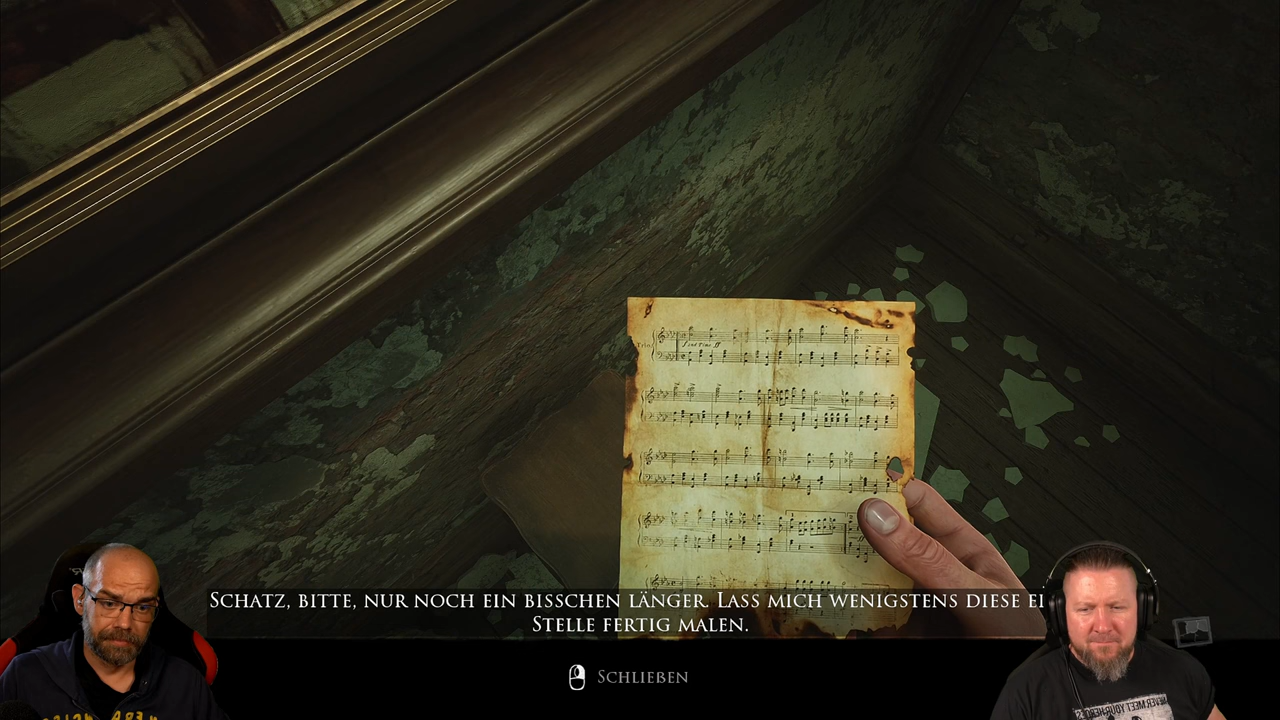 SCHATZ, BITTE, NUR NOCH EIN BISSCHEN LÄNGER. LASS MICH WENIGSTENS DIESE EI
STELLE FERTIG MALEN.
SCHLIEßEN